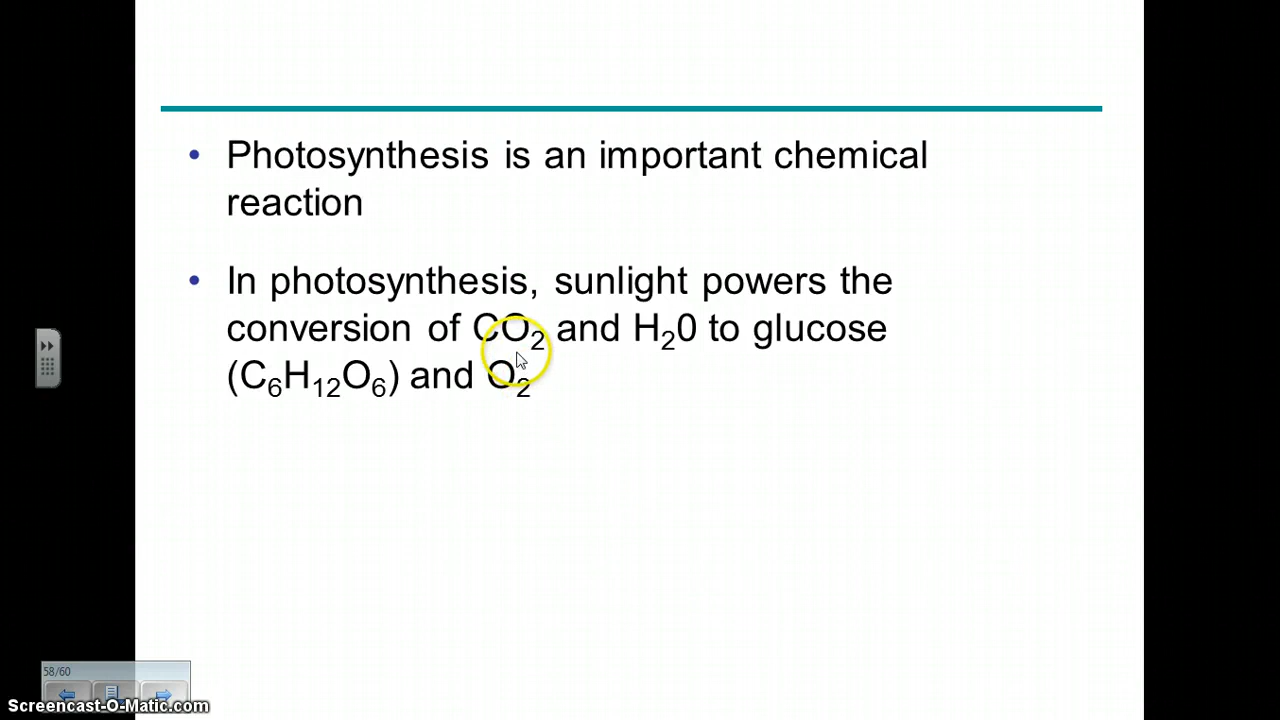 • Photosynthesis is an important chemical
reaction
• In photosynthesis, sunlight powers the
conversion of CO₂ and H₂0 to glucose
(C₆H₁₂O₆) and O₂
58/60
Screencast-O-Matic.com